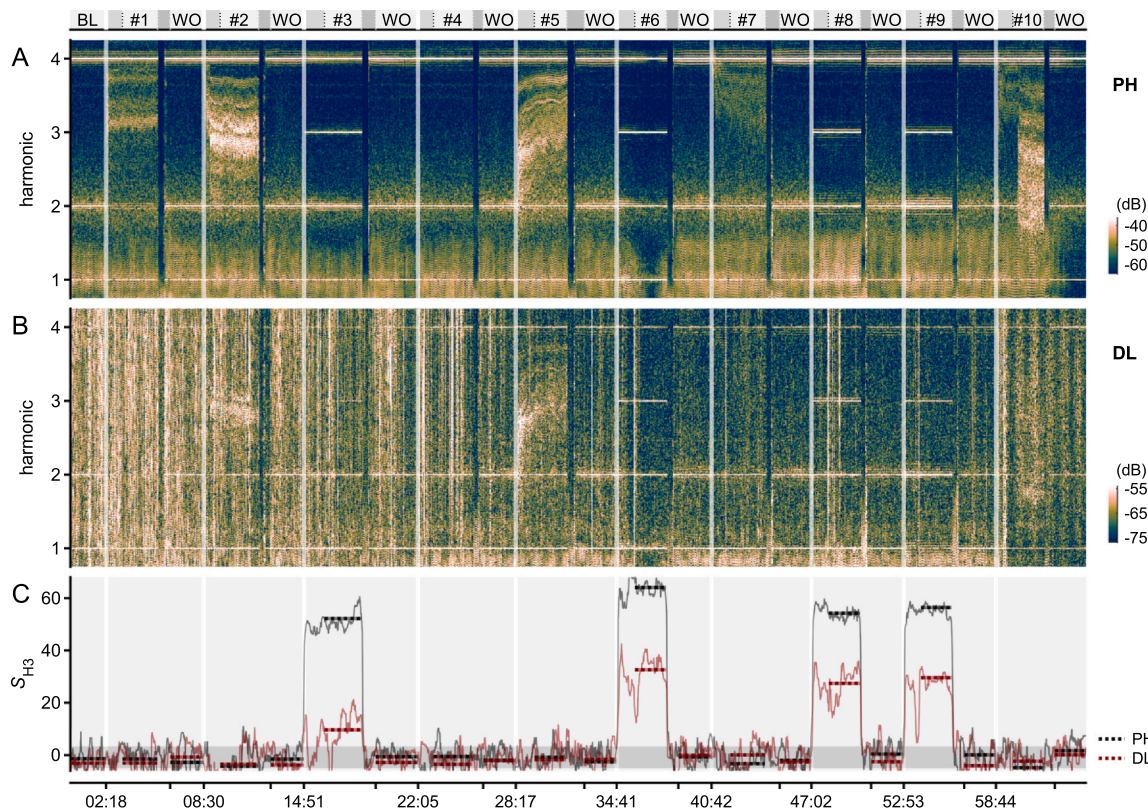 BL #1 WO #2 WO #3 WO #4 WO #5 WO #6 WO #7 WO #8 WO #9 WO #10 WO
A
PH
harmonic
4
3
2
1
(dB)
-40
-50
-60
B
DL
harmonic
4
3
2
1
(dB)
-55
-65
-75
C
SH3
60
40
20
0
PH
DL
02:18 08:30 14:51 22:05 28:17 34:41 40:42 47:02 52:53 58:44